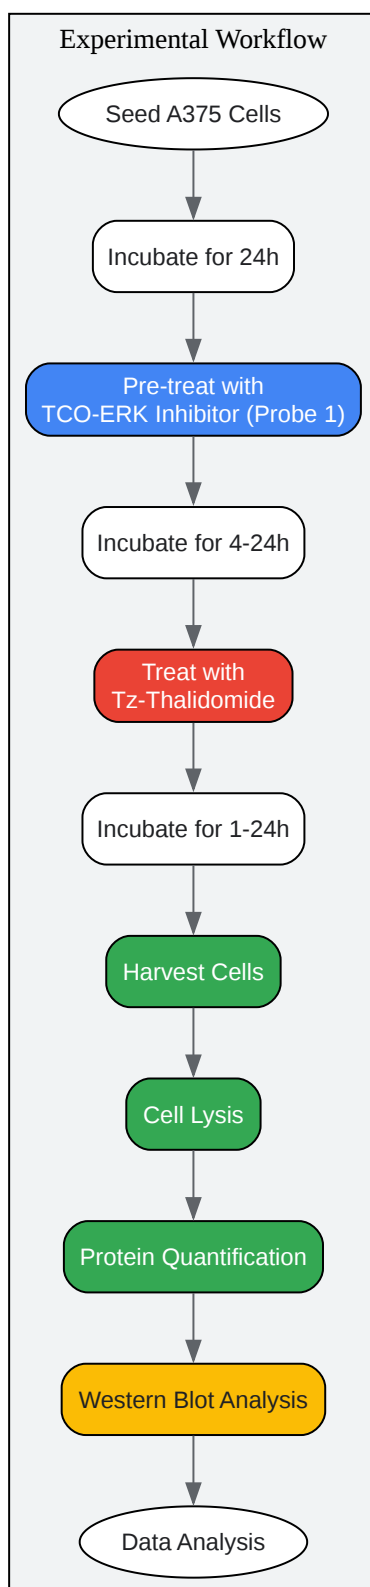 Experimental Workflow
Seed A375 Cells
Incubate for 24h
Pre-treat with
TCO-ERK Inhibitor (Probe 1)
Incubate for 4-24h
Treat with
Tz-Thalidomide
Incubate for 1-24h
Harvest Cells
Cell Lysis
Protein Quantification
Western Blot Analysis
Data Analysis